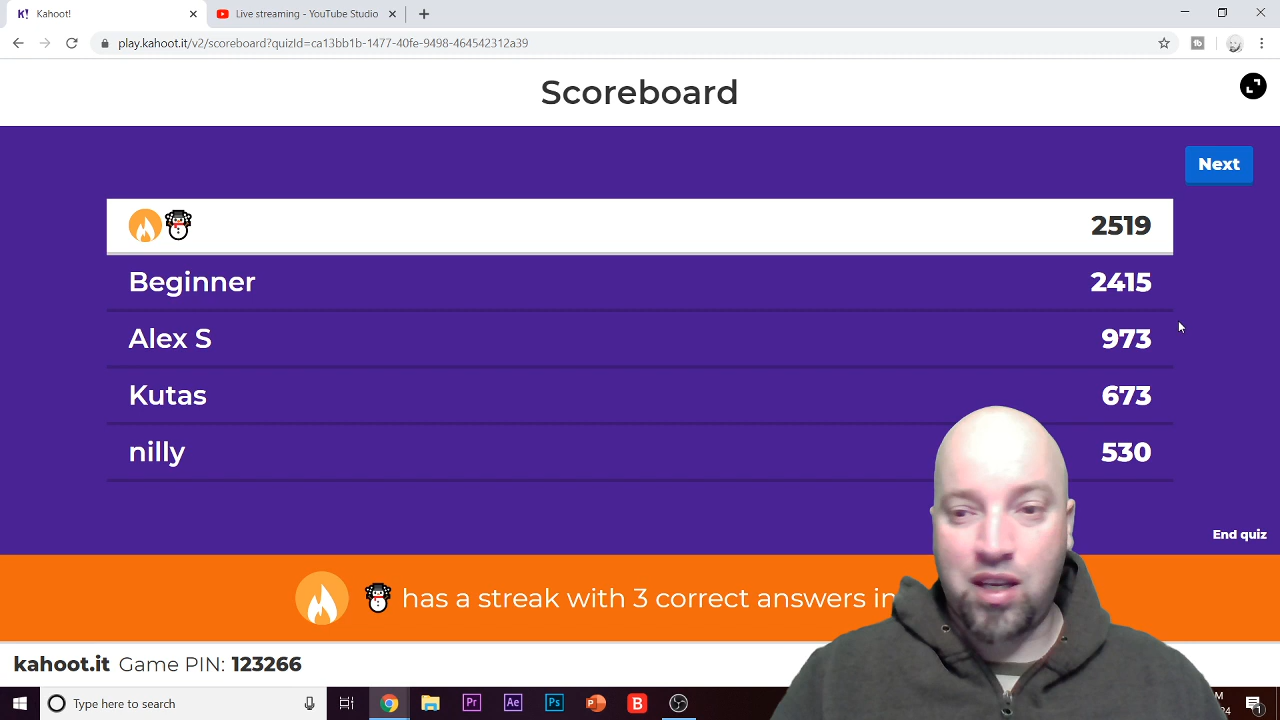 Kahoot!
Live streaming - YouTube Studio
play.kahoot.it/v2/scoreboard?quizId=ca13bb1b-1477-40fe-9498-464542312a39
Scoreboard
Next
☃ 2519
Beginner 2415
Alex S 973
Kutas 673
nilly 530
End quiz
☃ has a streak with 3 correct answers in
kahoot.it Game PIN: 123266
Type here to search